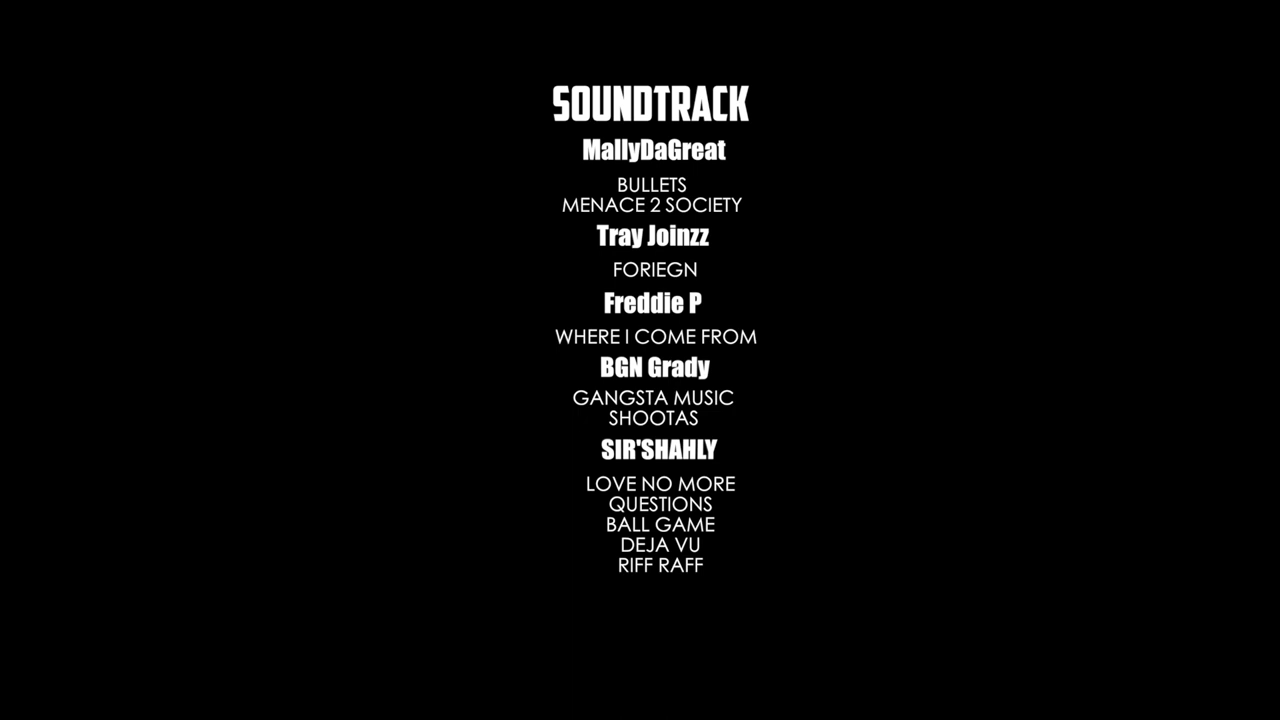 SOUNDTRACK
MallyDaGreat
BULLETS
MENACE 2 SOCIETY
Tray Joinzz
FORIEGN
Freddie P
WHERE I COME FROM
BGN Grady
GANGSTA MUSIC
SHOOTAS
SIR'SHAHLY
LOVE NO MORE
QUESTIONS
BALL GAME
DEJA VU
RIFF RAFF